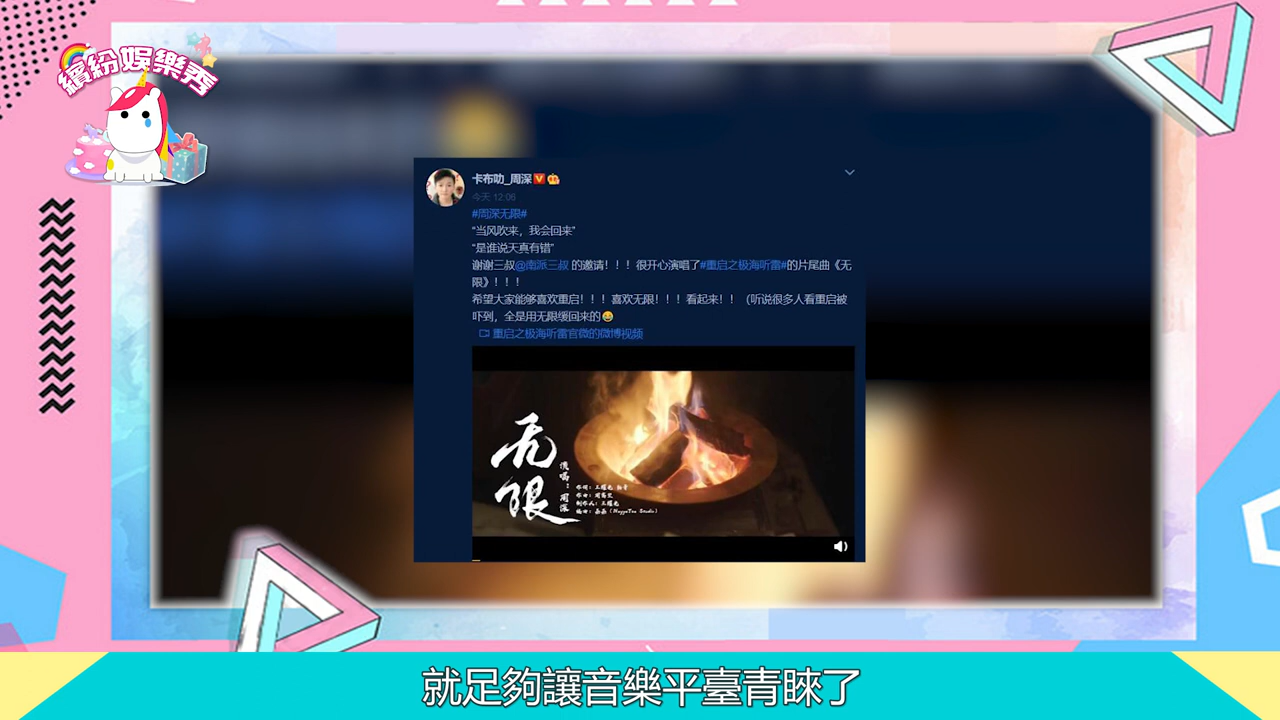 繽紛娛樂秀
卡布叻_周深
今天 12:06
#周深无限#
“当风吹来，我会回来”
“是谁说天真有错”
谢谢三叔@南派三叔 的邀请！！！很开心演唱了#重启之极海听雷#的片尾曲《无
限》！！！
希望大家能够喜欢重启！！！喜欢无限！！！看起来！！（听说很多人看重启被
吓到，全是用无限缓回来的😂
重启之极海听雷官微的微博视频
无限
演唱：周深
就足夠讓音樂平臺青睞了